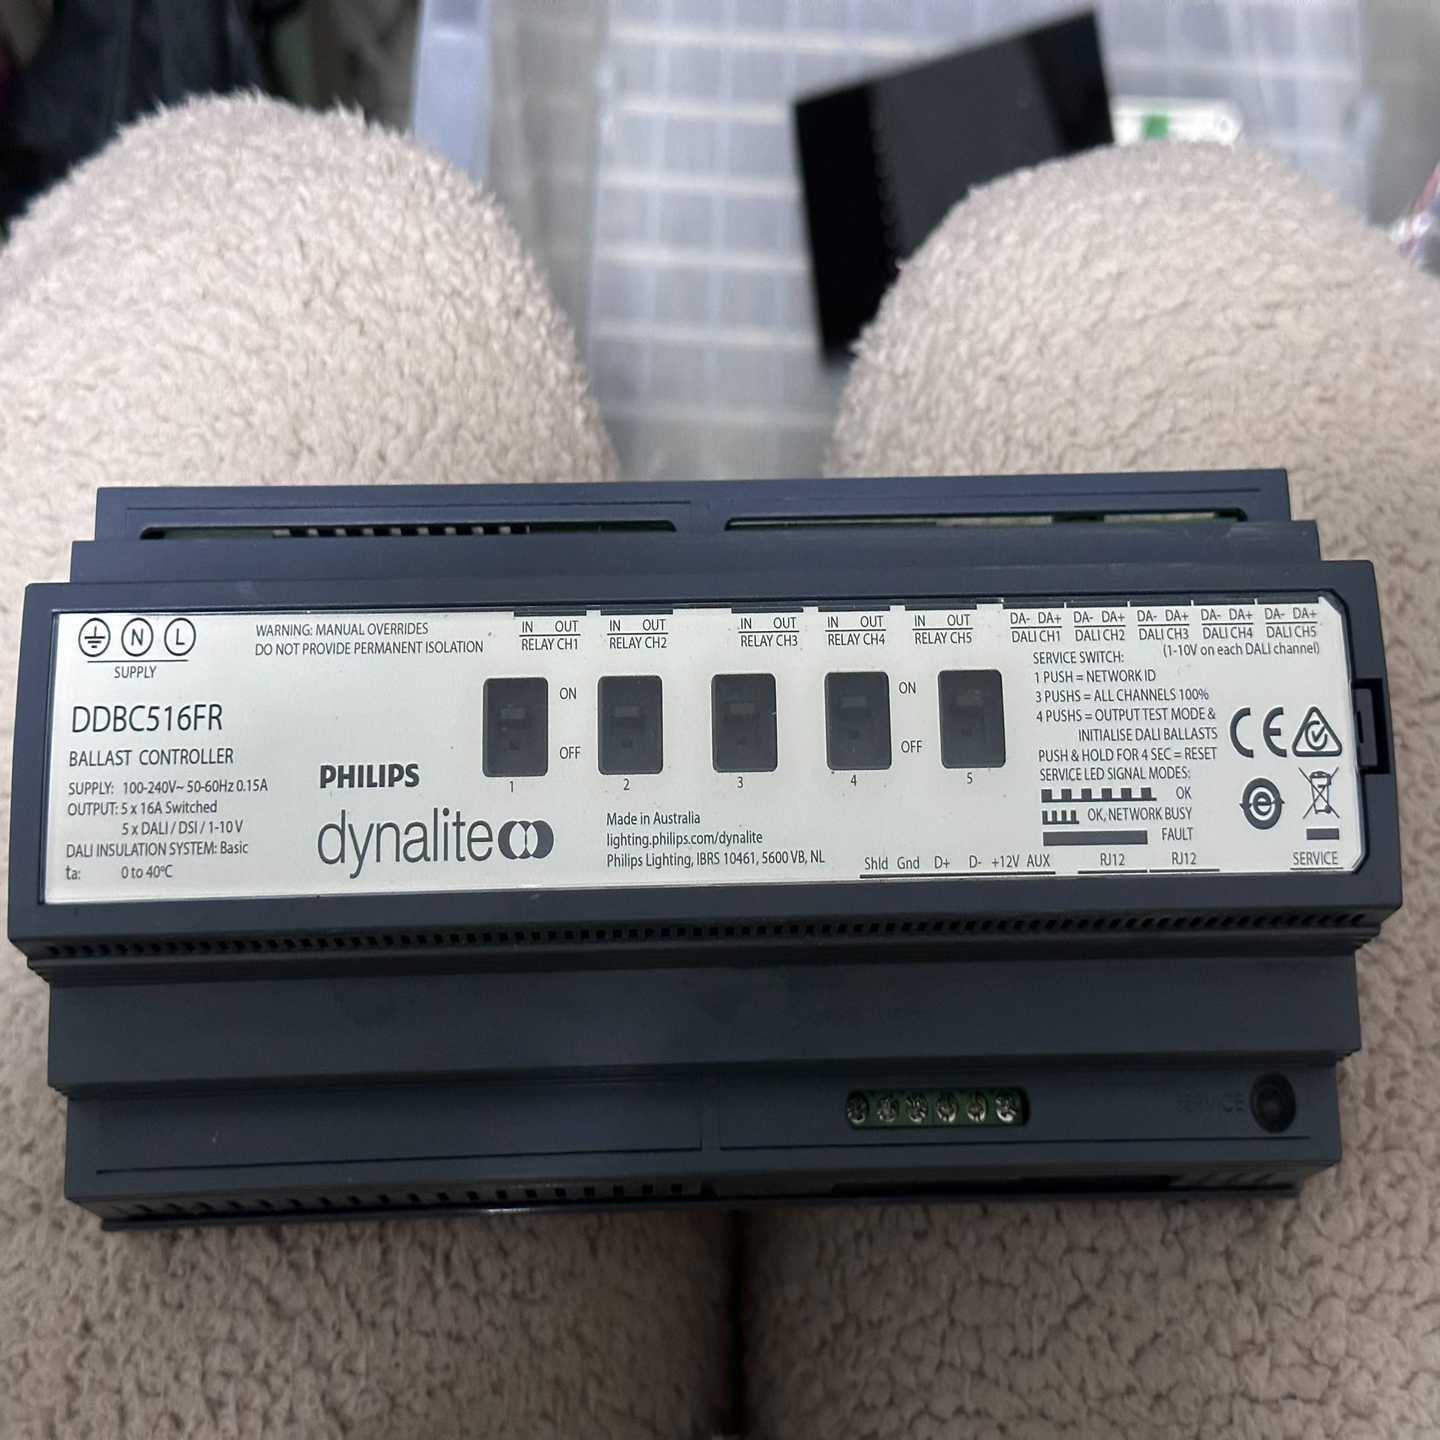 N L
SUPPLY
WARNING: MANUAL OVERRIDES
DO NOT PROVIDE PERMANENT ISOLATION
IN OUT
RELAY CH1
IN OUT
RELAY CH2
IN OUT
RELAY CH3
IN OUT
RELAY CH4
IN OUT
RELAY CH5
DA- DA+ DA- DA+ DA- DA+ DA- DA+ DA- DA+
DALI CH1 DALI CH2 DALI CH3 DALI CH4 DALI CH5
(1-10V on each DALI channel)
DDBC516FR
BALLAST CONTROLLER
SUPPLY: 100-240V~ 50-60Hz 0.15A
OUTPUT: 5 x 16A Switched
5 x DALI / DSI / 1-10 V
DALI INSULATION SYSTEM: Basic
ta: 0 to 40ºC
PHILIPS
dynalite
ON
OFF
ON
OFF
1 2 3 4 5
Made in Australia
lighting.philips.com/dynalite
Philips Lighting, IBRS 10461, 5600 VB, NL
SERVICE SWITCH:
1 PUSH = NETWORK ID
3 PUSHS = ALL CHANNELS 100%
4 PUSHS = OUTPUT TEST MODE &
INITIALISE DALI BALLASTS
PUSH & HOLD FOR 4 SEC = RESET
SERVICE LED SIGNAL MODES:
OK
OK, NETWORK BUSY
FAULT
CE
e
Shld Gnd D+ D- +12V AUX RJ12 RJ12 SERVICE
SERVICE